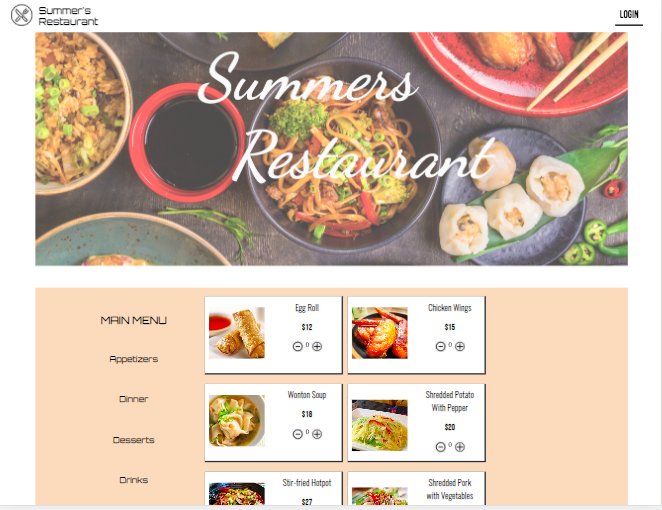 Summer's
Restaurant
LOGIN
Summers
Restaurant
MAIN MENU
Appetizers
Dinner
Desserts
Drinks
Egg Roll
$12
0
Chicken Wings
$15
0
Wonton Soup
$18
0
Shredded Potato
With Pepper
$20
0
Stir-fried Hotpot
$27
Shredded Pork
with Vegetables